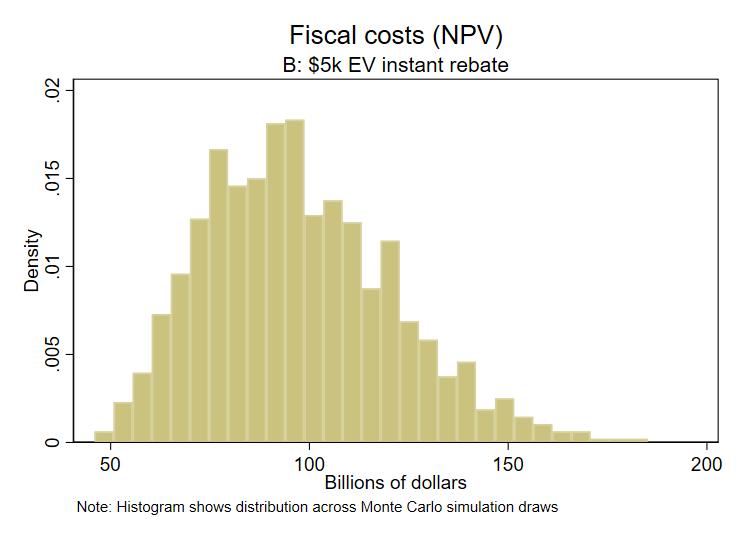 Fiscal costs (NPV)
B: $5k EV instant rebate
.02
.015
.01
.005
0
Density
50 100 150 200
Billions of dollars
Note: Histogram shows distribution across Monte Carlo simulation draws